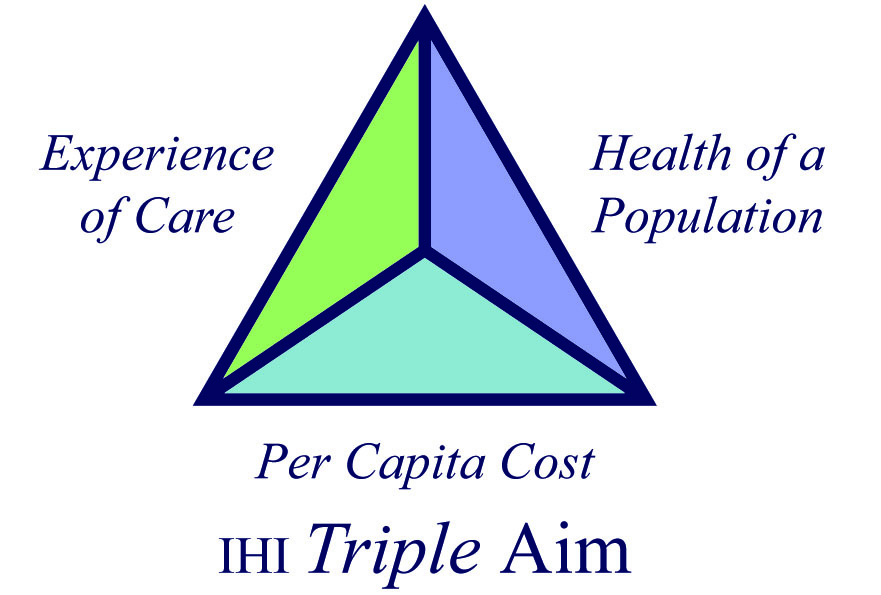 Experience
of Care
Health of a
Population
Per Capita Cost
IHI Triple Aim